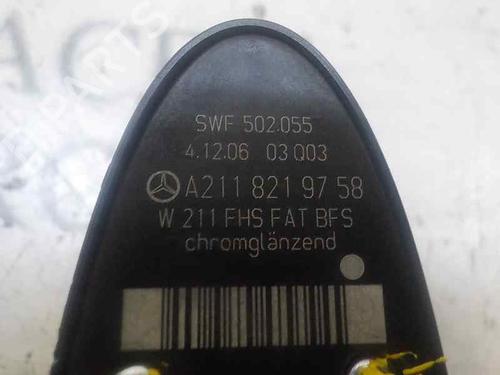 SWF 502.055
4.12.06 03 Q03
A211 821 97 58
W 211 FHS FAT BFS
chromglänzend